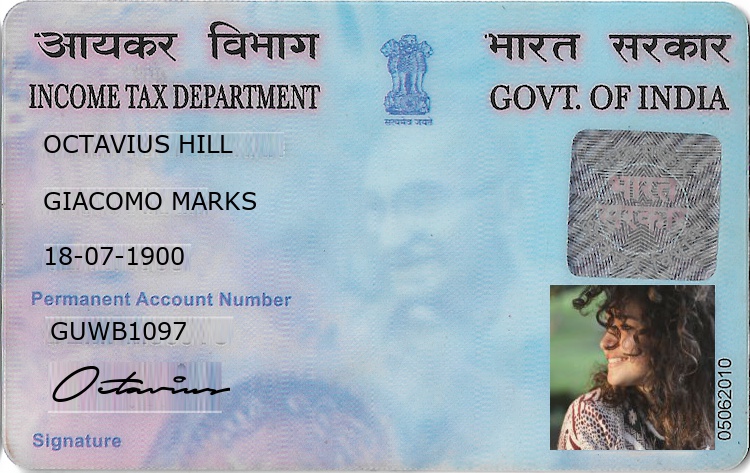 आयकर विभाग
भारत सरकार
INCOME TAX DEPARTMENT
GOVT. OF INDIA
सत्यमेव जयते
OCTAVIUS HILL
भारत
सरकार
GIACOMO MARKS
18-07-1900
Permanent Account Number
GUWB1097
Octavius
05062010
Signature